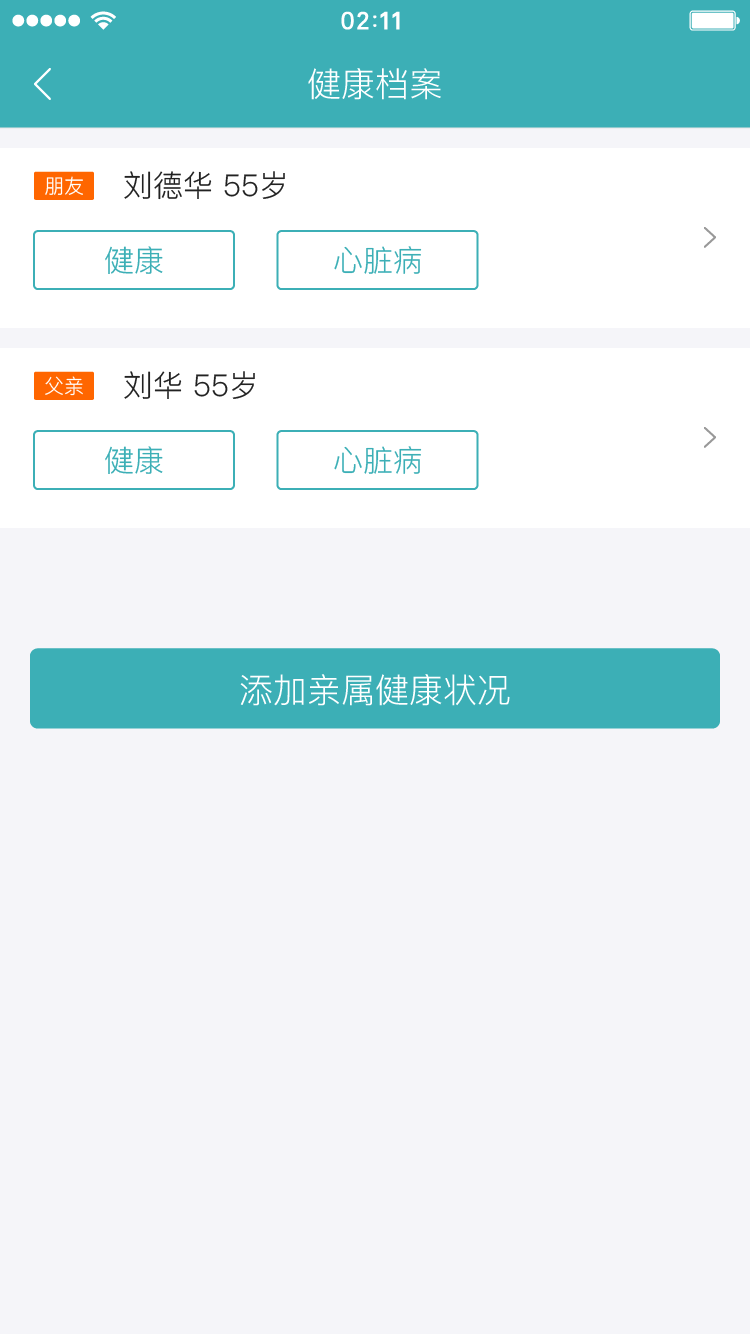 02:11
健康档案
朋友 刘德华 55岁
健康 心脏病
父亲 刘华 55岁
健康 心脏病
添加亲属健康状况